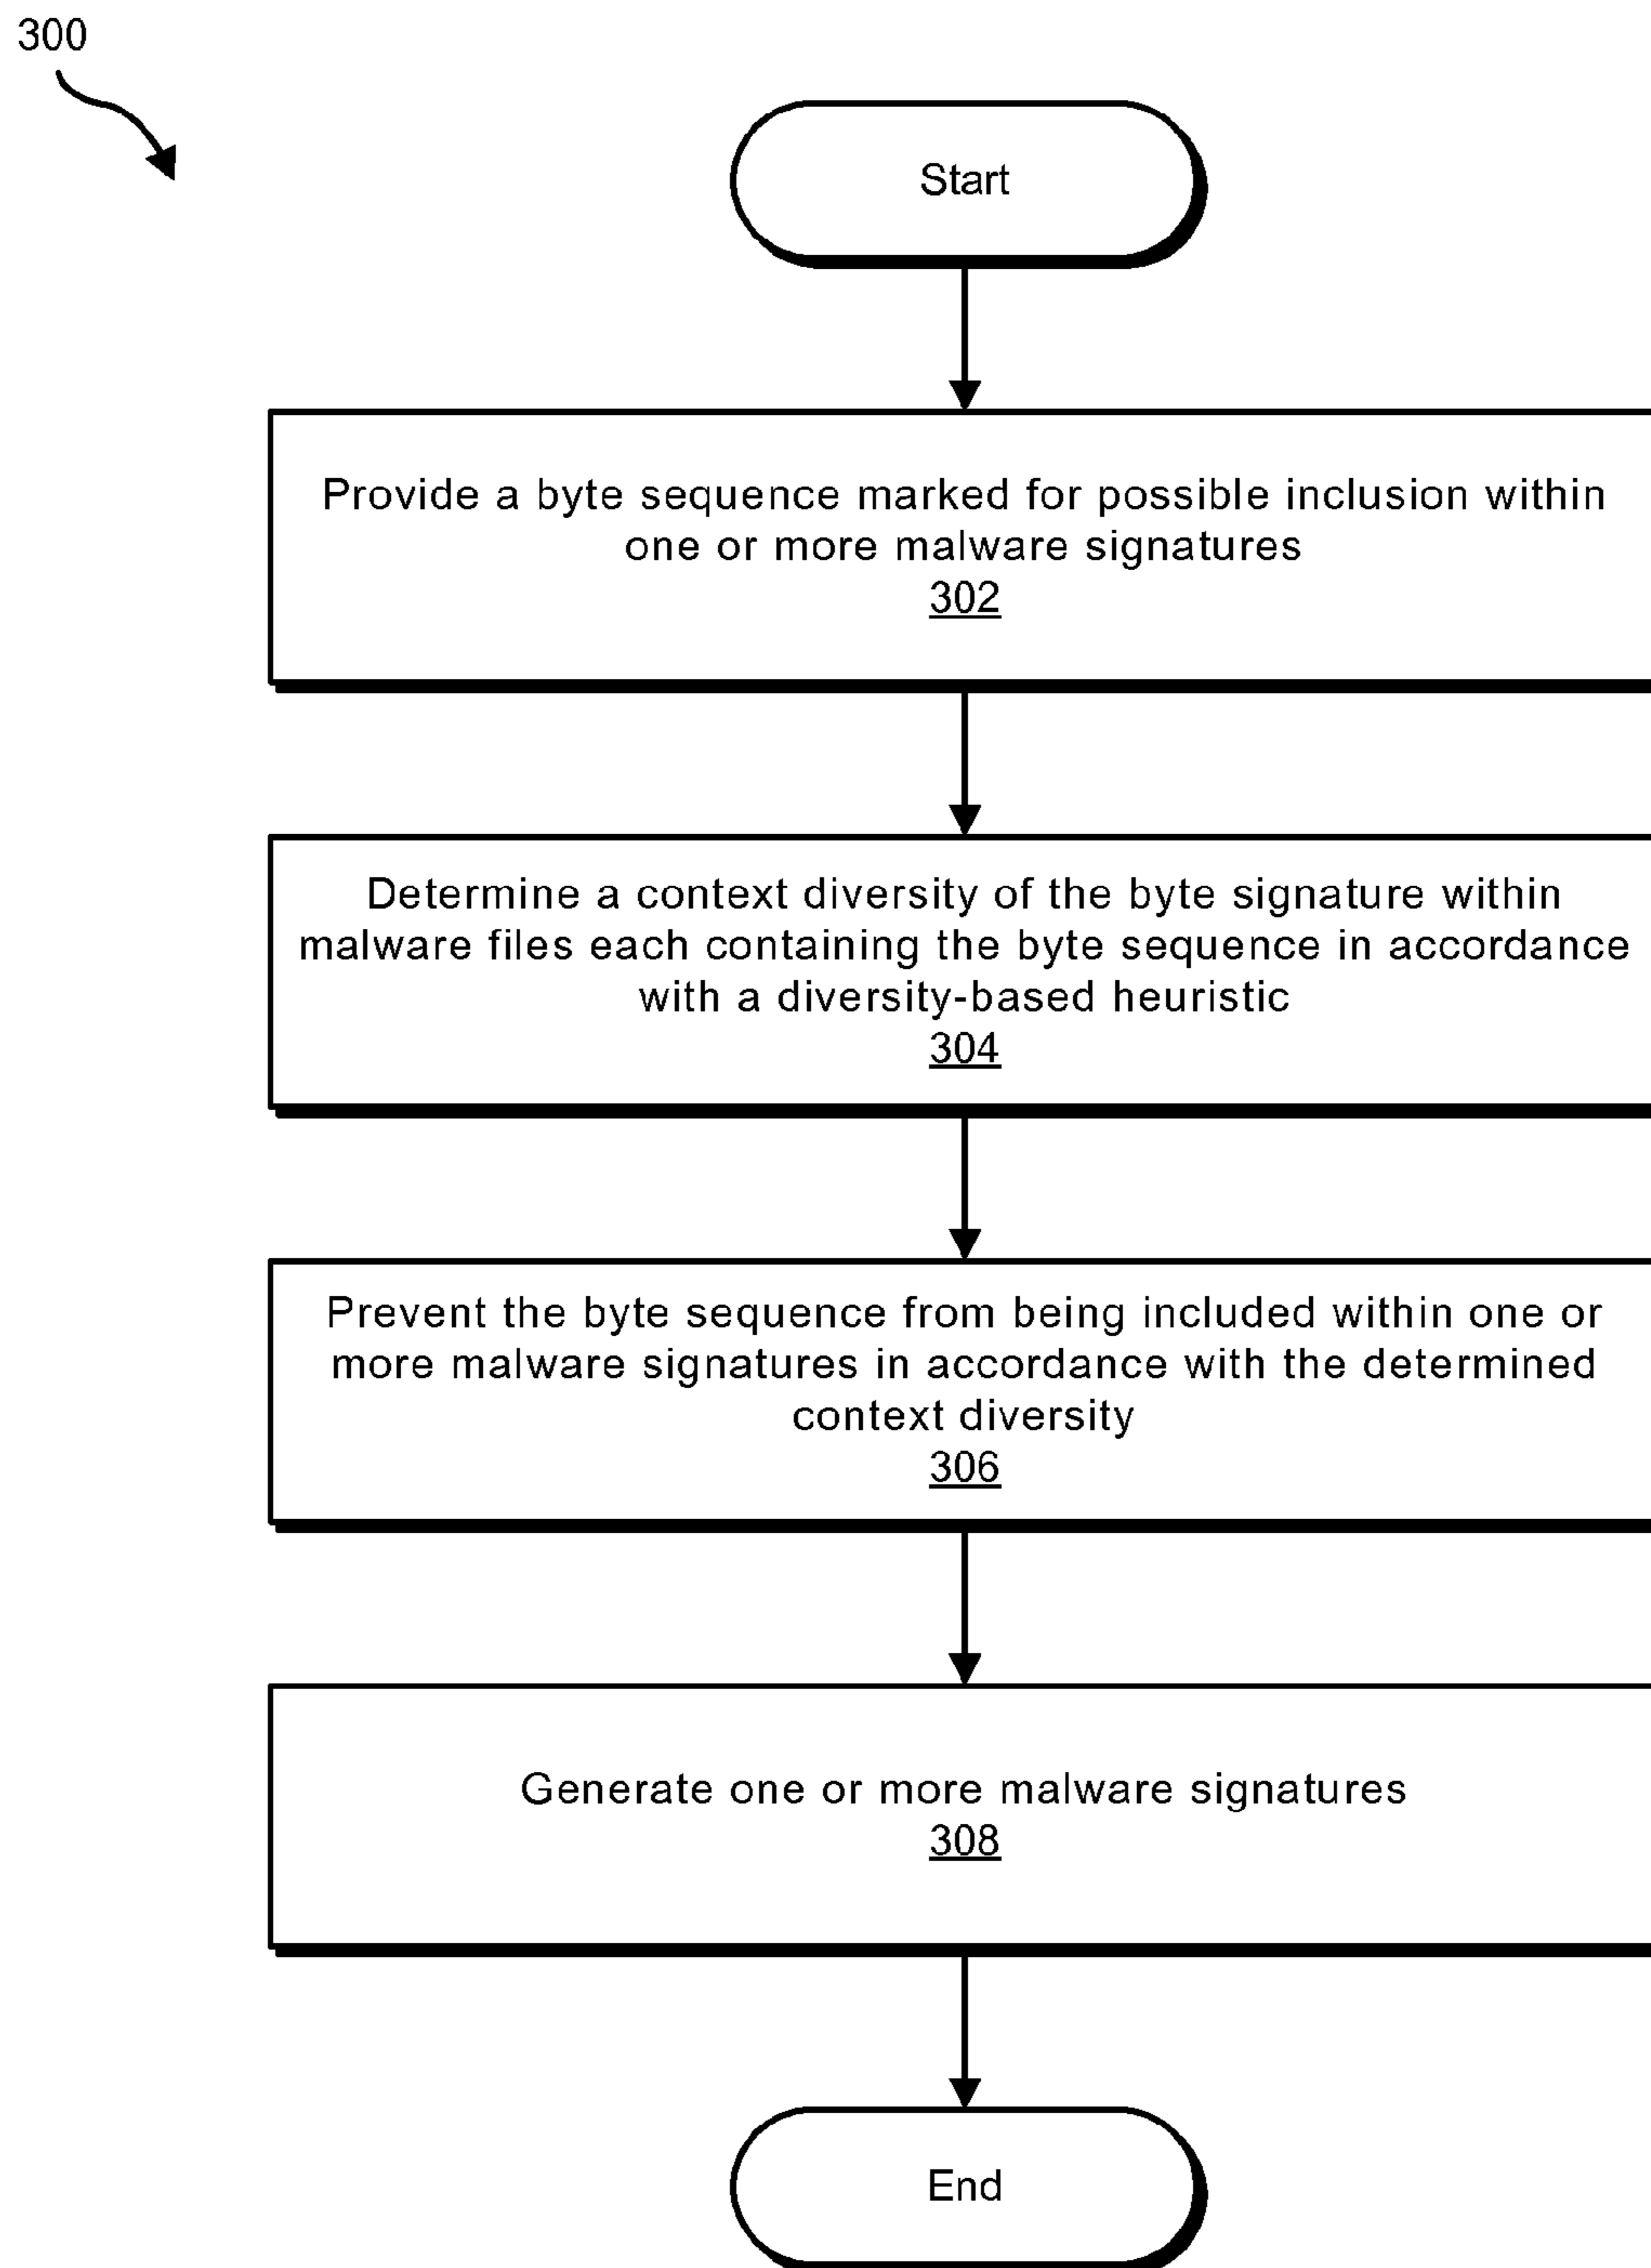 300
Start
Provide a byte sequence marked for possible inclusion within
one or more malware signatures
302
Determine a context diversity of the byte signature within
malware files each containing the byte sequence in accordance
with a diversity-based heuristic
304
Prevent the byte sequence from being included within one or
more malware signatures in accordance with the determined
context diversity
306
Generate one or more malware signatures
308
End